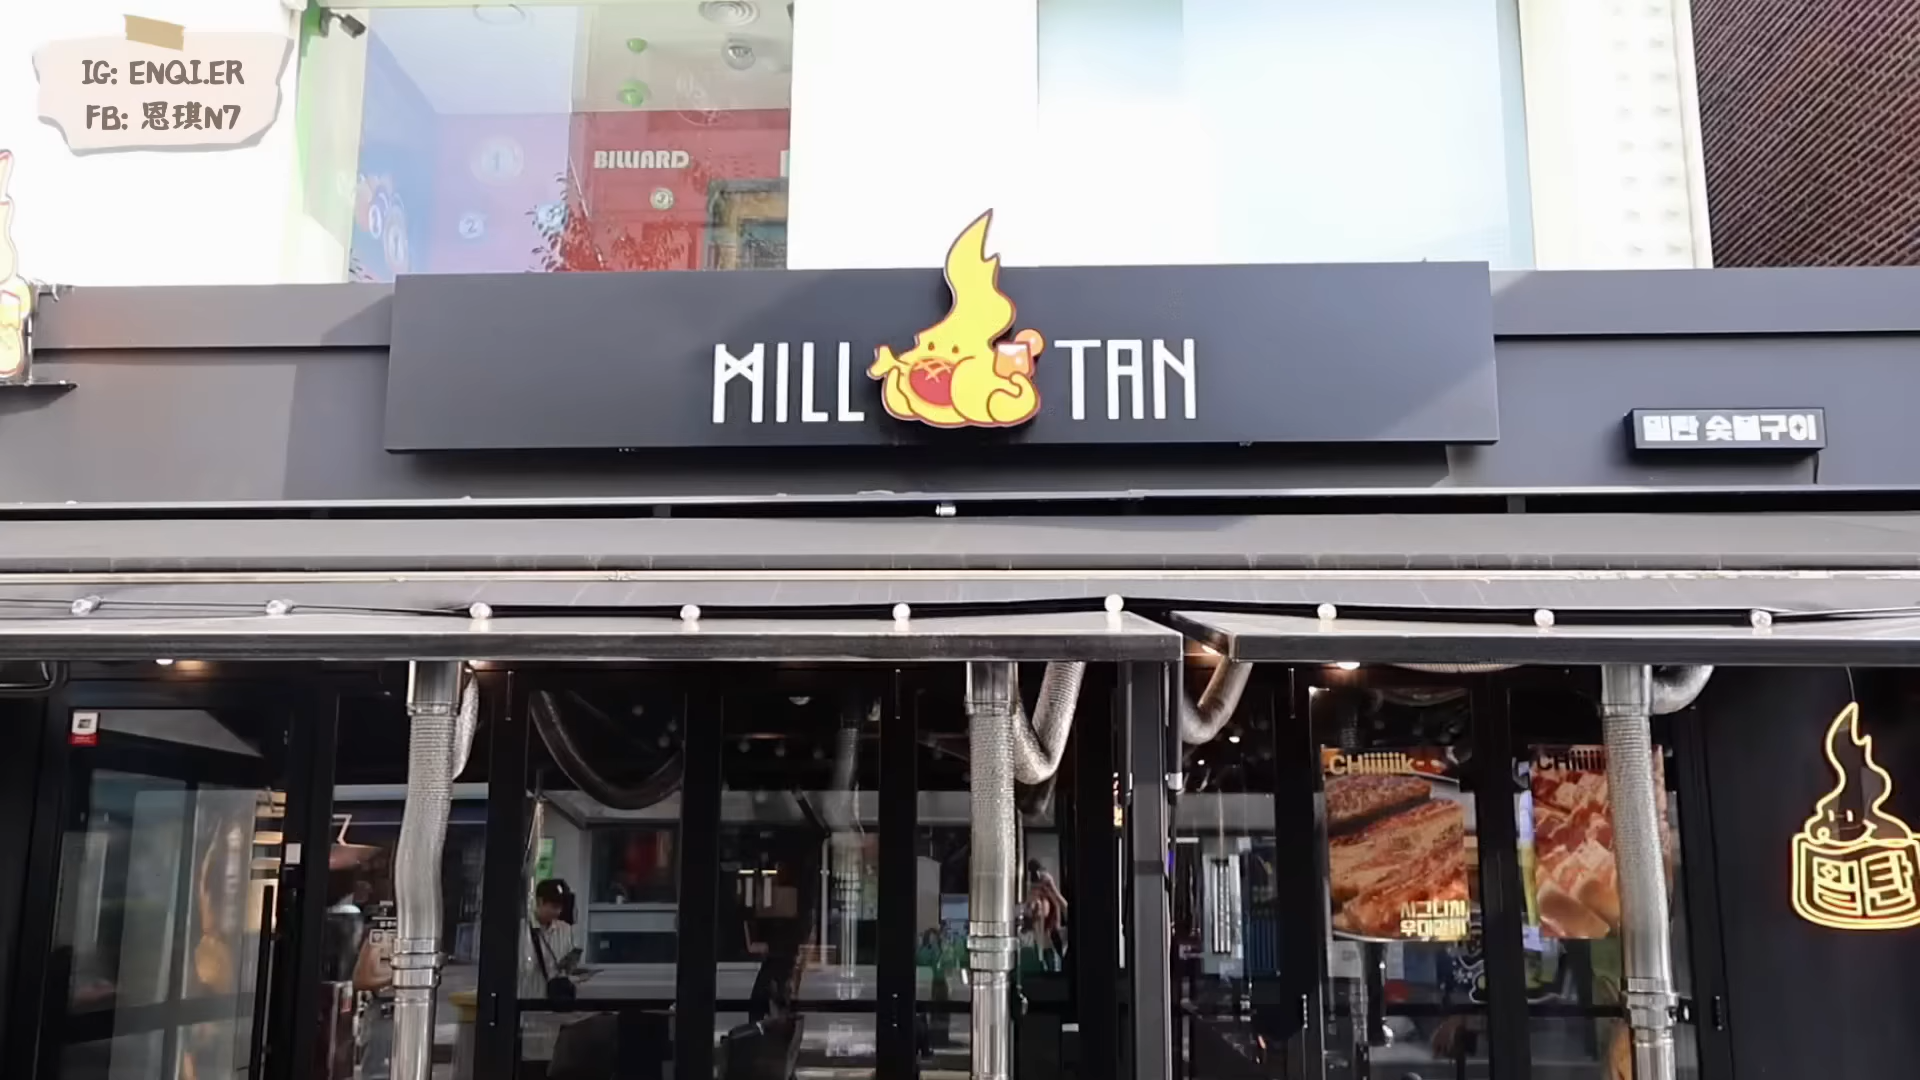 IG: ENQI.ER
FB: 恩琪N7
BILLIARD
MILL TAN
밀탄 숯불구이
CHiiiiiik
CHiiiiiik
시그니처
우대갈비
밀탄